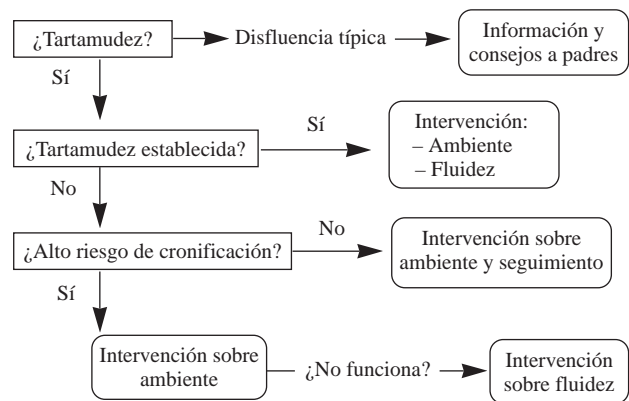 ¿Tartamudez?
Disfluencia típica
Información y
consejos a padres
Sí
¿Tartamudez establecida?
Sí
Intervención:
– Ambiente
– Fluidez
No
¿Alto riesgo de cronificación?
No
Intervención sobre
ambiente y seguimiento
Sí
Intervención sobre
ambiente
¿No funciona?
Intervención
sobre fluidez